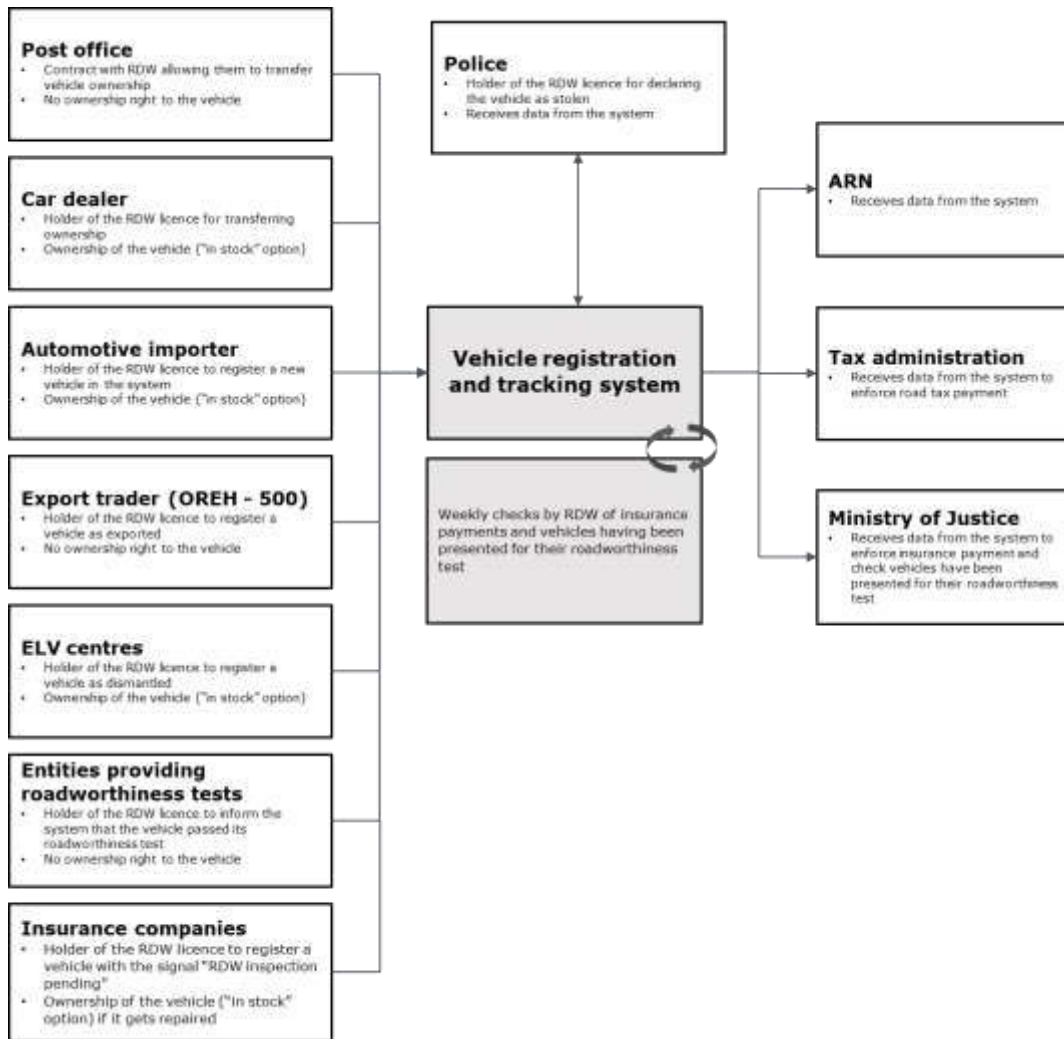 Post office
• Contract with RDW allowing them to transfer
vehicle ownership
• No ownership right to the vehicle
Car dealer
• Holder of the RDW licence for transferring
ownership
• Ownership of the vehicle ("in stock" option)
Automotive importer
• Holder of the RDW licence to register a new
vehicle in the system
• Ownership of the vehicle ("in stock" option)
Export trader (OREH - 500)
• Holder of RDW licence to register a
vehicle as exported
• No ownership right to the vehicle
ELV centres
• Holder of the RDW licence to register a
vehicle as dismantled
• Ownership of the vehicle ("in stock" option)
Entities providing
roadworthiness tests
• Holder of the RDW licence to inform the
system that the vehicle passed its
roadworthiness test
• No ownership right to the vehicle
Insurance companies
• Holder of the RDW licence to register a
vehicle with the signal "RDW inspection
pending"
• Ownership of the vehicle ("in stock"
option) if it gets repaired
Police
• Holder of the RDW licence for declaring
the vehicle as stolen
• Receives data from the system
Vehicle registration
and tracking system
Weekly checks by RDW of insurance
payments and vehicles having been
presented for their roadworthiness
test
ARN
• Receives data from the system
Tax administration
• Receives data from the system to
enforce road tax payment
Ministry of Justice
• Receives data from the system to
enforce insurance payment and
check vehicles have been
presented for their roadworthness
test